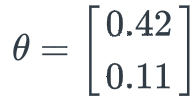 θ = [0.42
0.11]